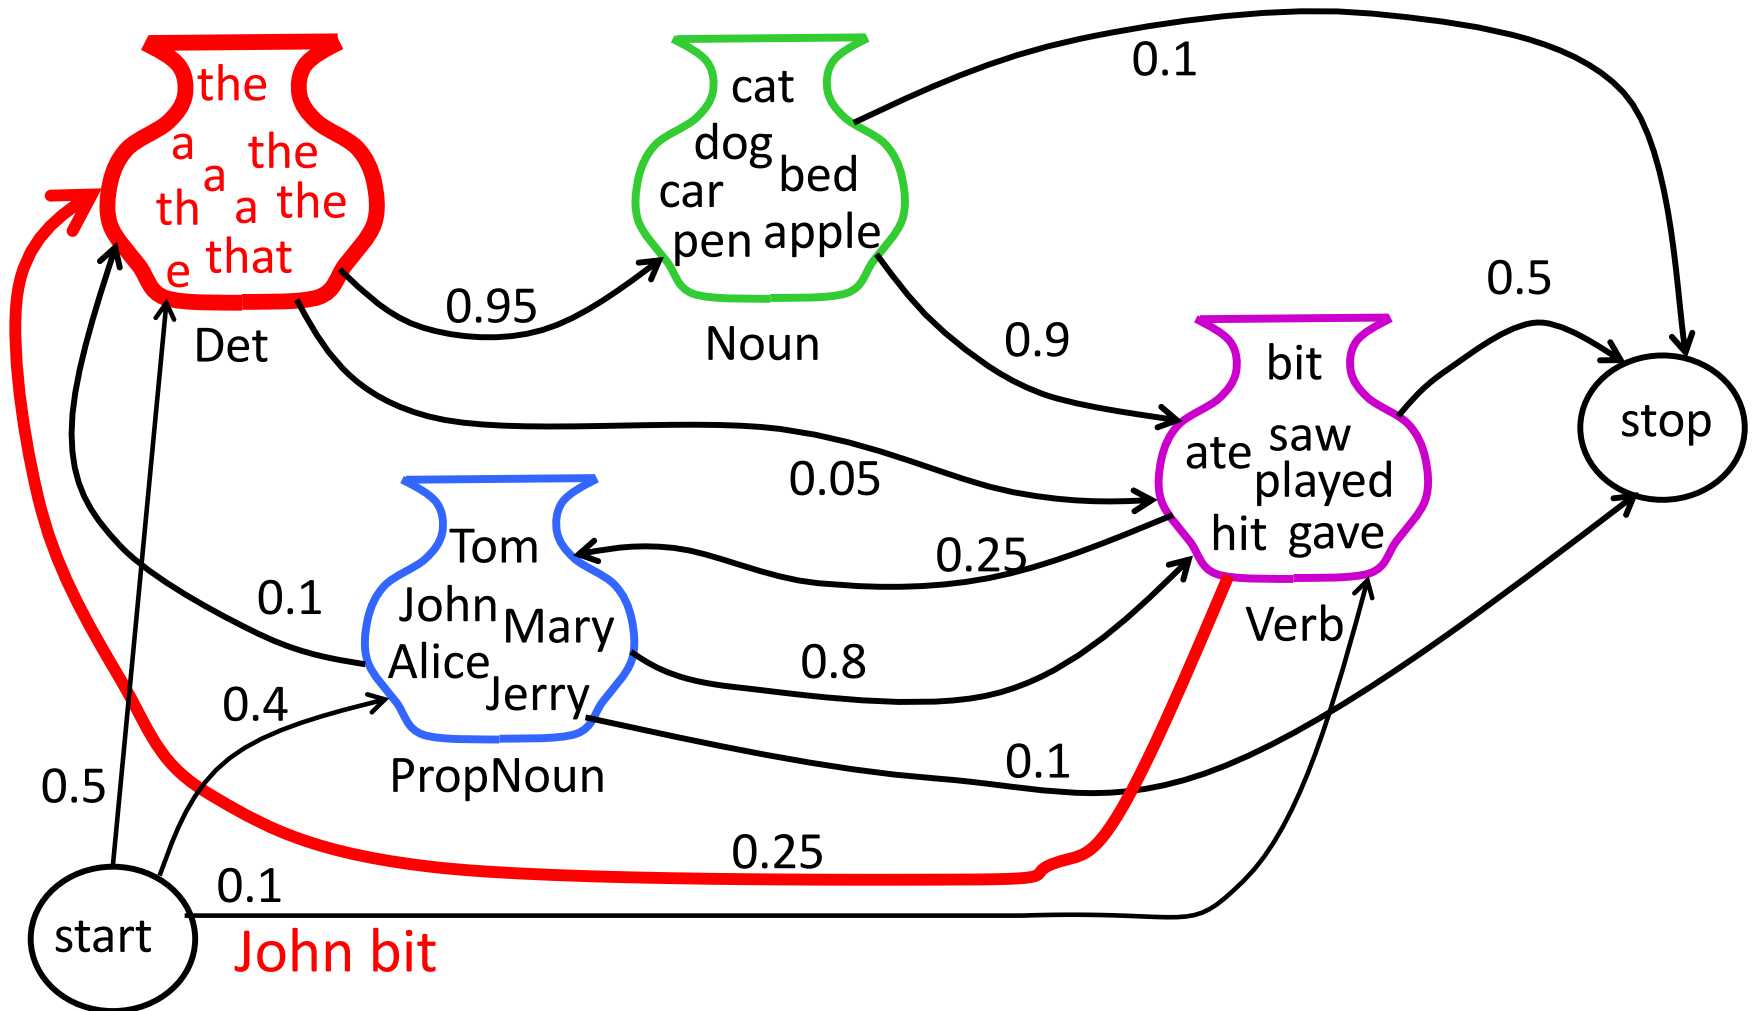 the
a
the
a
th
a
the
e
that
Det
cat
dog
bed
car
pen
apple
Noun
0.1
0.95
0.9
0.5
bit
ate
saw
played
hit
gave
Verb
stop
0.05
0.25
Tom
John
Mary
Alice
Jerry
PropNoun
0.1
0.8
0.4
0.1
0.5
0.25
0.1
start
John bit